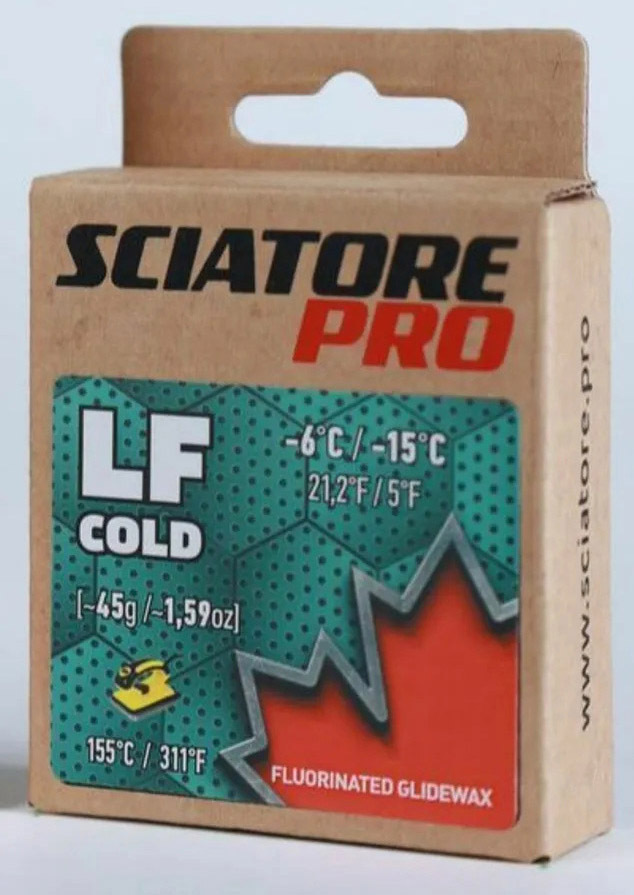 SCIATORE
PRO
LF
COLD
-6°C / -15°C
21,2°F / 5°F
[~45g /~1,59oz]
155°C / 311°F
FLUORINATED GLIDEWAX
www.sciatore.pro